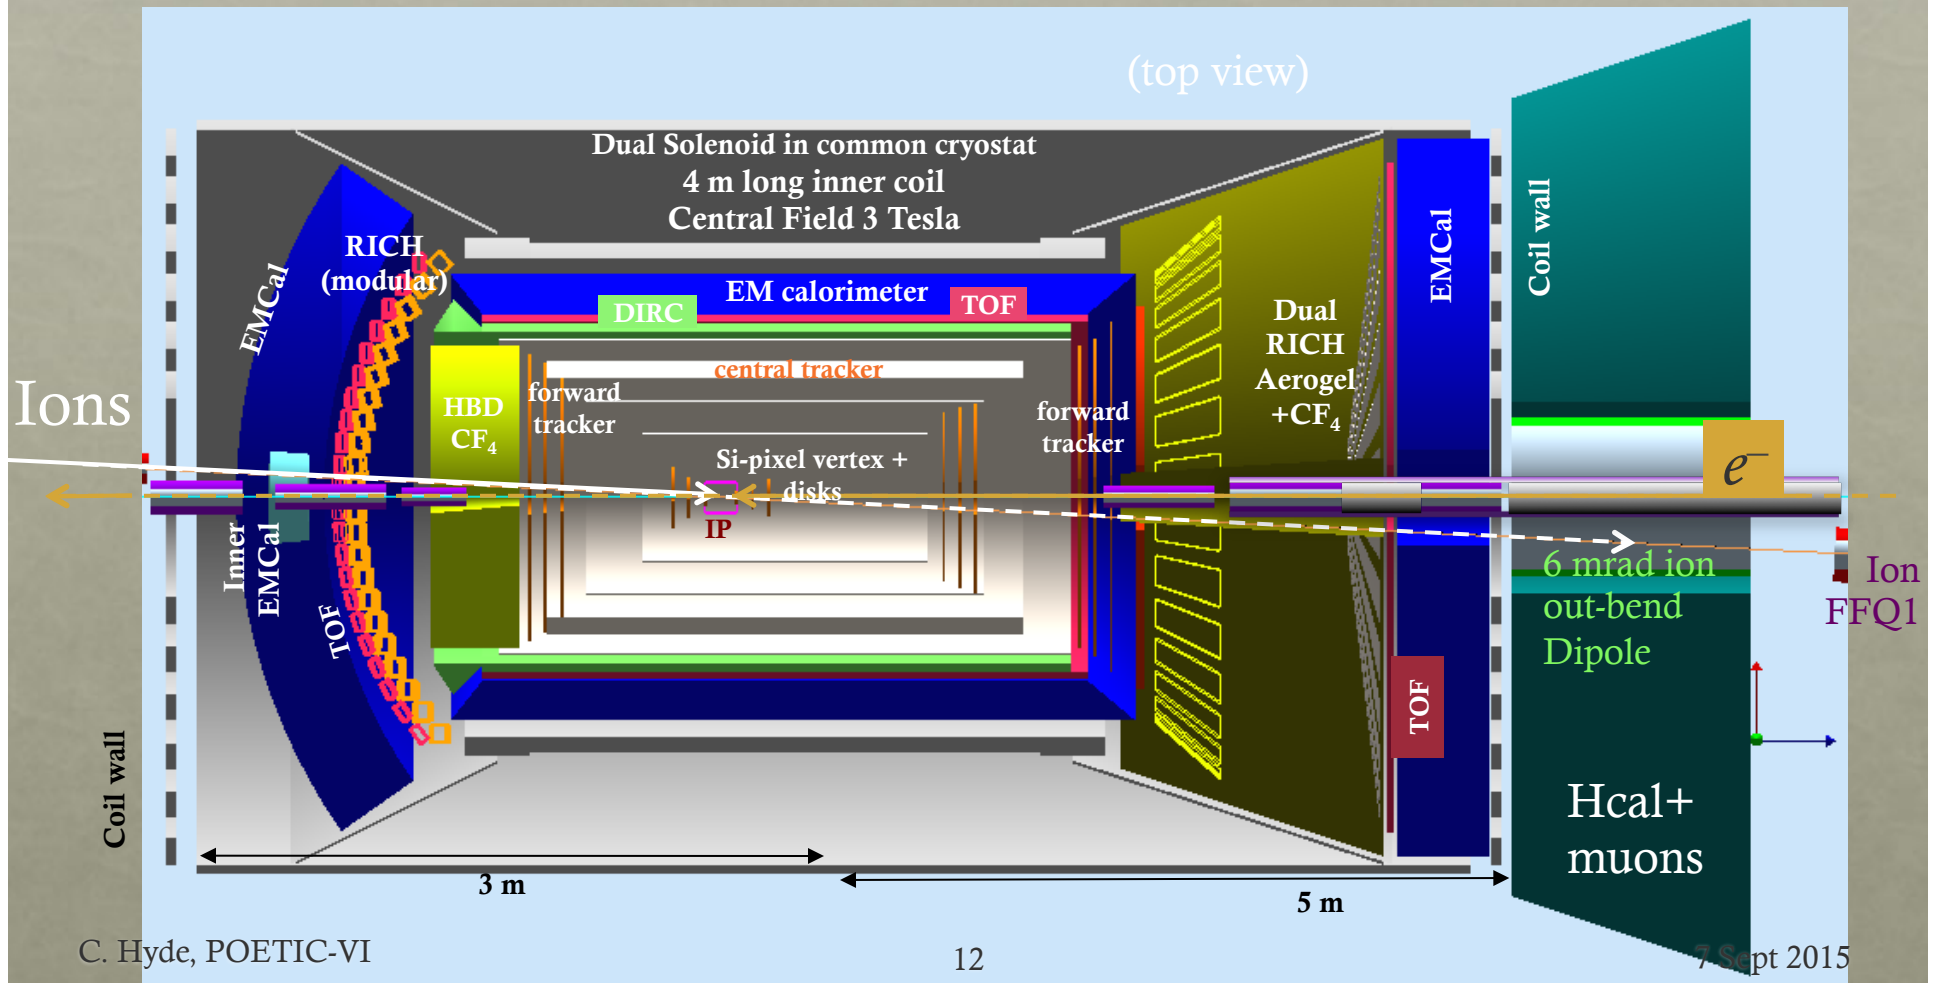 (top view)
Dual Solenoid in common cryostat
4 m long inner coil
Central Field 3 Tesla
RICH
(modular)
EMCal
EM calorimeter
DIRC
TOF
central tracker
HBD
CF₄
forward
tracker
forward
tracker
Si-pixel vertex +
disks
IP
Dual
RICH
Aerogel
+CF₄
EMCal
Coil wall
Ions
e⁻
Inner
EMCal
TOF
TOF
6 mrad ion
out-bend
Dipole
Ion
FFQ1
Coil wall
Hcal+
muons
3 m
5 m
C. Hyde, POETIC-VI
12
7 Sept 2015